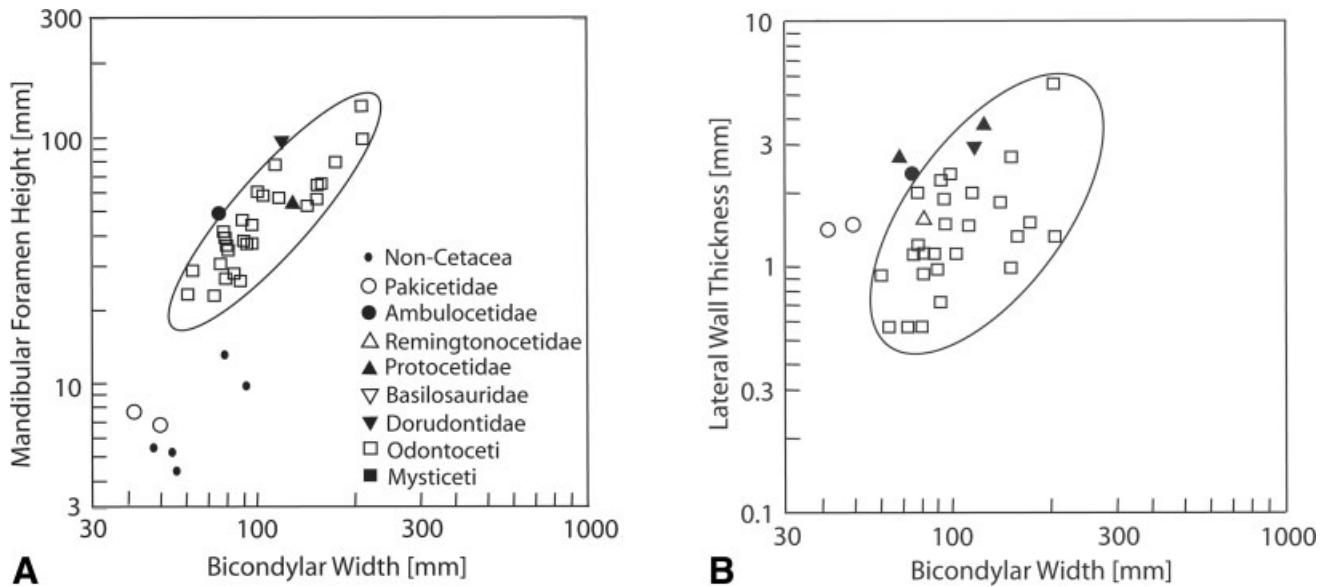 300
100
10
3
30
100
300
1000
Mandibular Foramen Height [mm]
Bicondylar Width [mm]
Non-Cetacea
Pakicetidae
Ambulocetidae
Remingtonocetidae
Protocetidae
Basilosauridae
Dorudontidae
Odontoceti
Mysticeti
A
10
3
1
0.3
0.1
30
100
300
1000
Lateral Wall Thickness [mm]
Bicondylar Width [mm]
B